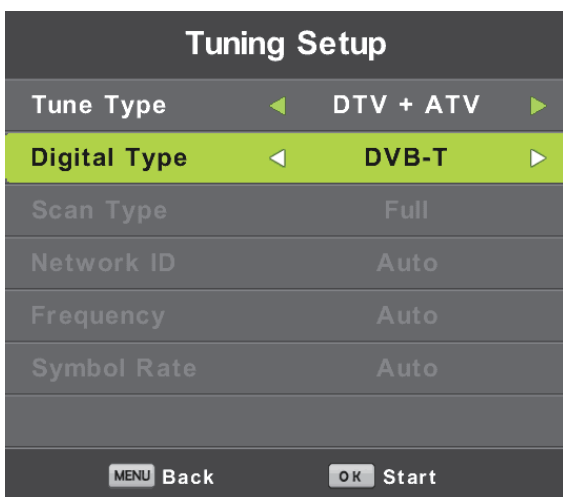 Tuning Setup
Tune Type DTV + ATV
Digital Type DVB-T
Scan Type Full
Network ID Auto
Frequency Auto
Symbol Rate Auto
MENU Back OK Start